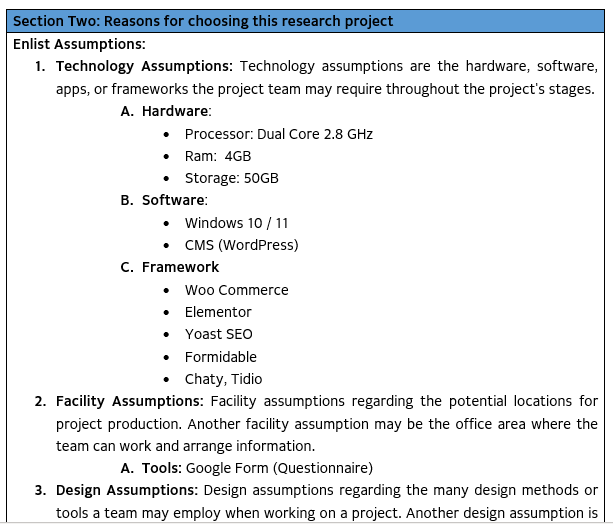 Section Two: Reasons for choosing this research project
Enlist Assumptions:
1. Technology Assumptions: Technology assumptions are the hardware, software,
apps, or frameworks the project team may require throughout the project's stages.
A. Hardware:
• Processor: Dual Core 2.8 GHz
• Ram: 4GB
• Storage: 50GB
B. Software:
• Windows 10 / 11
• CMS (WordPress)
C. Framework
• Woo Commerce
• Elementor
• Yoast SEO
• Formidable
• Chaty, Tidio
2. Facility Assumptions: Facility assumptions regarding the potential locations for
project production. Another facility assumption may be the office area where the
team can work and arrange information.
A. Tools: Google Form (Questionnaire)
3. Design Assumptions: Design assumptions regarding the many design methods or
tools a team may employ when working on a project. Another design assumption is